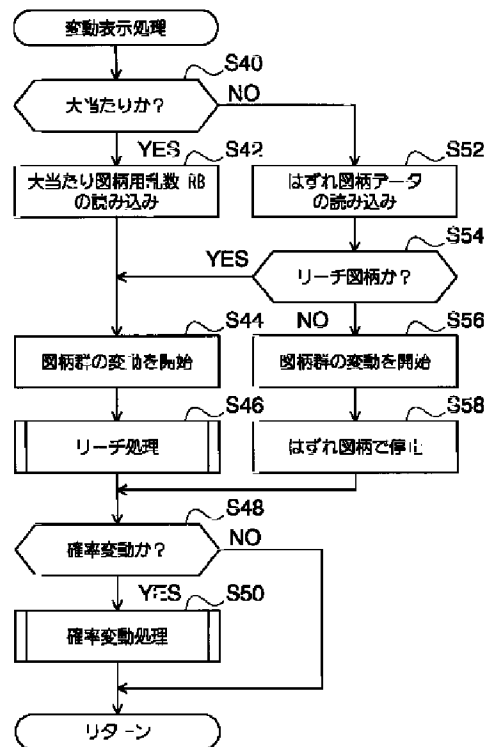 変動表示処理
S40
大当たりか？
NO
YES
S42
大当たり図柄用乱数 RB
の読み込み
S52
はずれ図柄データ
の読み込み
S54
リーチ図柄か？
YES
NO
S44
図柄群の変動を開始
S56
図柄群の変動を開始
S46
リーチ処理
S58
はずれ図柄で停止
S48
確率変動か？
NO
YES
S50
確率変動処理
リターン